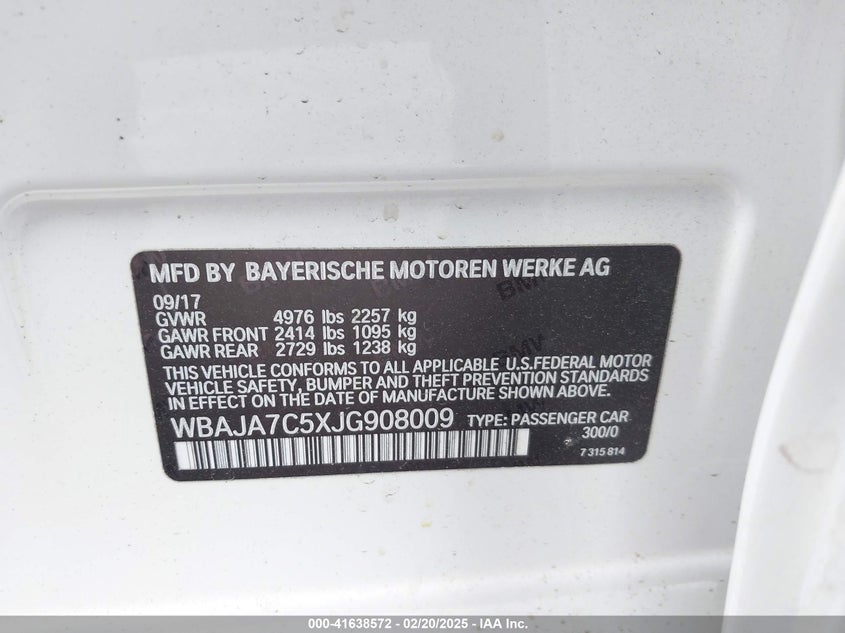 MFD BY BAYERISCHE MOTOREN WERKE AG
09/17
GVWR 4976 lbs 2257 kg
GAWR FRONT 2414 lbs 1095 kg
GAWR REAR 2729 lbs 1238 kg
THIS VEHICLE CONFORMS TO ALL APPLICABLE U.S.FEDERAL MOTOR
VEHICLE SAFETY, BUMPER AND THEFT PREVENTION STANDARDS
IN EFFECT ON THE DATE OF MANUFACTURE SHOWN ABOVE.
WBAJA7C5XJG908009 TYPE: PASSENGER CAR
300/0
7 315 814
000-41638572 - 02/20/2025 - IAA Inc.